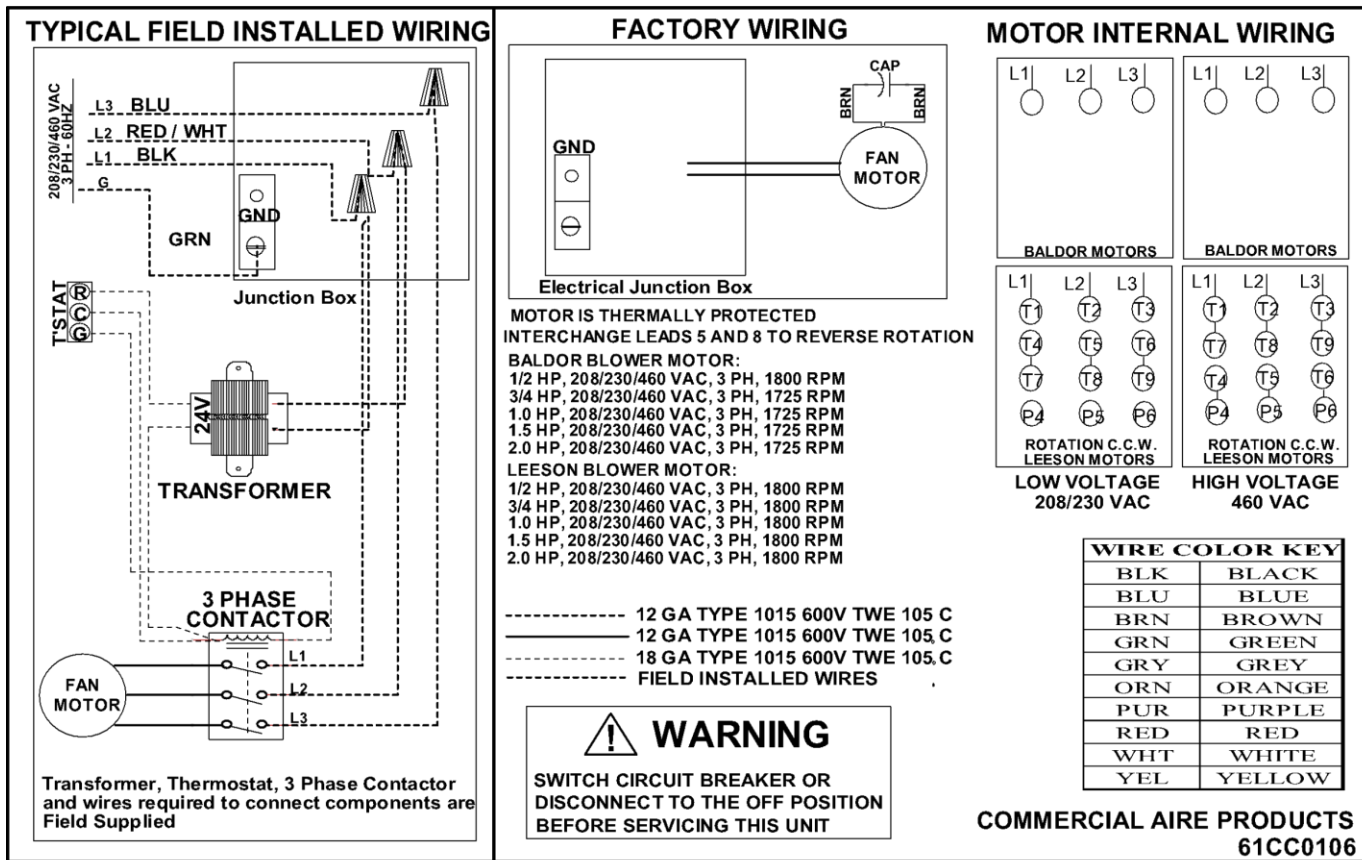 TYPICAL FIELD INSTALLED WIRING
208/230/460 VAC
3 PH - 60HZ
L3 BLU
L2 RED / WHT
L1 BLK
G
GND
GRN
Junction Box
T'STAT
R
C
G
24V
TRANSFORMER
3 PHASE
CONTACTOR
L1
L2
L3
FAN
MOTOR
Transformer, Thermostat, 3 Phase Contactor
and wires required to connect components are
Field Supplied
FACTORY WIRING
CAP
BRN
BRN
GND
FAN
MOTOR
Electrical Junction Box
MOTOR IS THERMALLY PROTECTED
INTERCHANGE LEADS 5 AND 8 TO REVERSE ROTATION
BALDOR BLOWER MOTOR:
1/2 HP, 208/230/460 VAC, 3 PH, 1800 RPM
3/4 HP, 208/230/460 VAC, 3 PH, 1725 RPM
1.0 HP, 208/230/460 VAC, 3 PH, 1725 RPM
1.5 HP, 208/230/460 VAC, 3 PH, 1725 RPM
2.0 HP, 208/230/460 VAC, 3 PH, 1725 RPM
LEESON BLOWER MOTOR:
1/2 HP, 208/230/460 VAC, 3 PH, 1800 RPM
3/4 HP, 208/230/460 VAC, 3 PH, 1800 RPM
1.0 HP, 208/230/460 VAC, 3 PH, 1800 RPM
1.5 HP, 208/230/460 VAC, 3 PH, 1800 RPM
2.0 HP, 208/230/460 VAC, 3 PH, 1800 RPM
12 GA TYPE 1015 600V TWE 105 C
12 GA TYPE 1015 600V TWE 105, C
18 GA TYPE 1015 600V TWE 105. C
FIELD INSTALLED WIRES .
! WARNING
SWITCH CIRCUIT BREAKER OR
DISCONNECT TO THE OFF POSITION
BEFORE SERVICING THIS UNIT
MOTOR INTERNAL WIRING
L1 L2 L3
BALDOR MOTORS
L1 L2 L3
BALDOR MOTORS
L1 L2 L3
T1 T2 T3
T4 T5 T6
T7 T8 T9
P4 P5 P6
ROTATION C.C.W.
LEESON MOTORS
LOW VOLTAGE
208/230 VAC
L1 L2 L3
T1 T2 T3
T7 T8 T9
T4 T5 T6
P4 P5 P6
ROTATION C.C.W.
LEESON MOTORS
HIGH VOLTAGE
460 VAC
WIRE COLOR KEY
BLK BLACK
BLU BLUE
BRN BROWN
GRN GREEN
GRY GREY
ORN ORANGE
PUR PURPLE
RED RED
WHT WHITE
YEL YELLOW
COMMERCIAL AIRE PRODUCTS
61CC0106